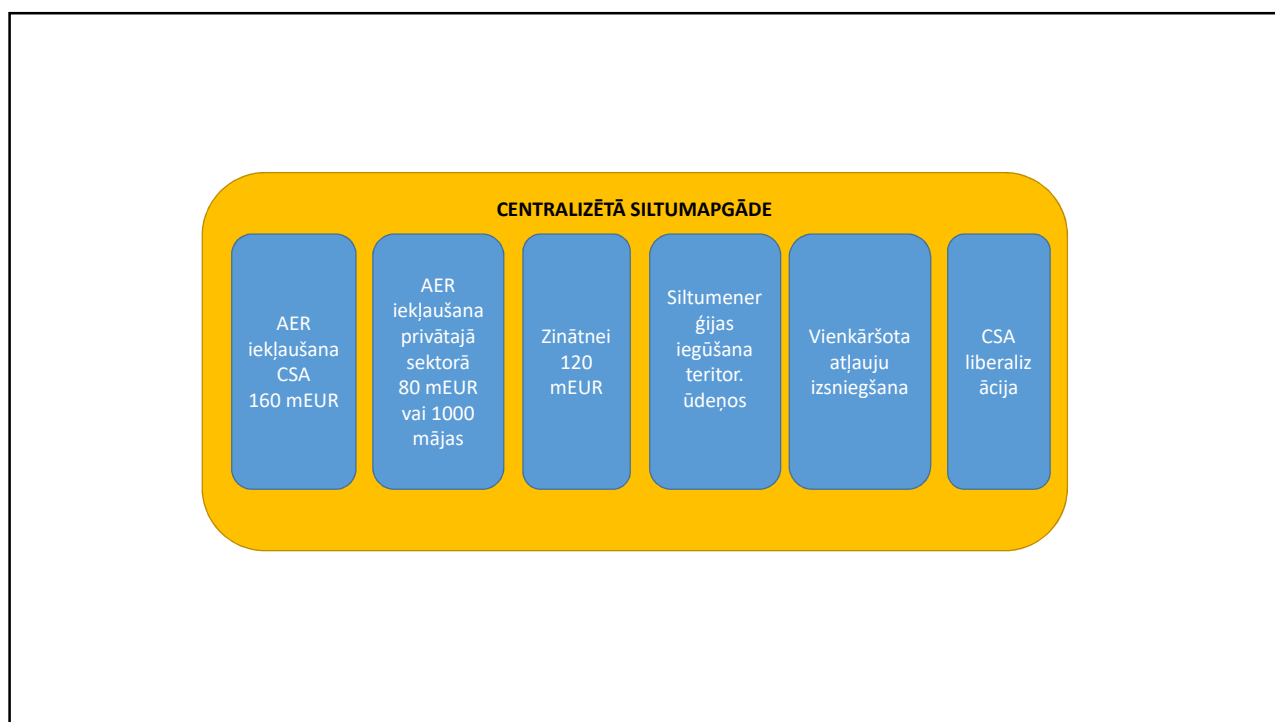 CENTRALIZĒTĀ SILTUMAPGĀDE
AER
iekļaušana
CSA
160 mEUR
AER
iekļaušana
privātajā
sektorā
80 mEUR
vai 1000
mājas
Zinātnei
120
mEUR
Siltumener
ģijas
iegūšana
teritor.
ūdeņos
Vienkāršota
atļauju
izsniegšana
CSA
liberaliz
ācija